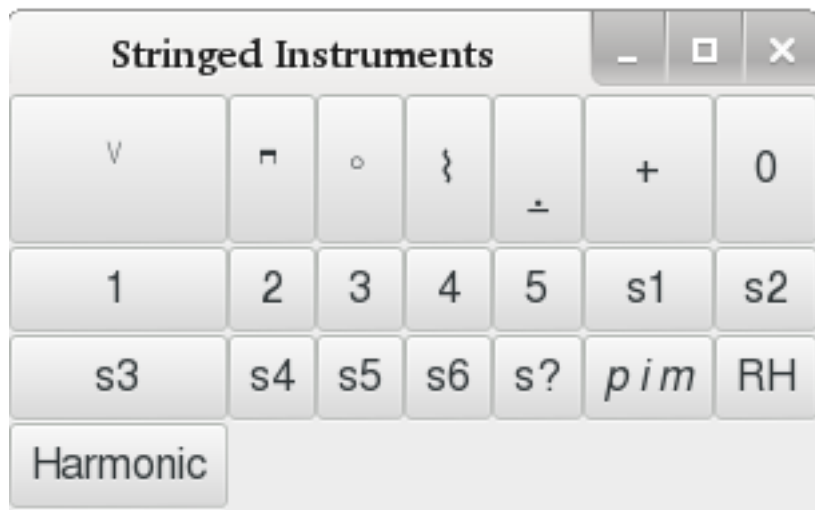 Stringed Instruments
V + 0
1 2 3 4 5 s1 s2
s3 s4 s5 s6 s? p i m RH
Harmonic